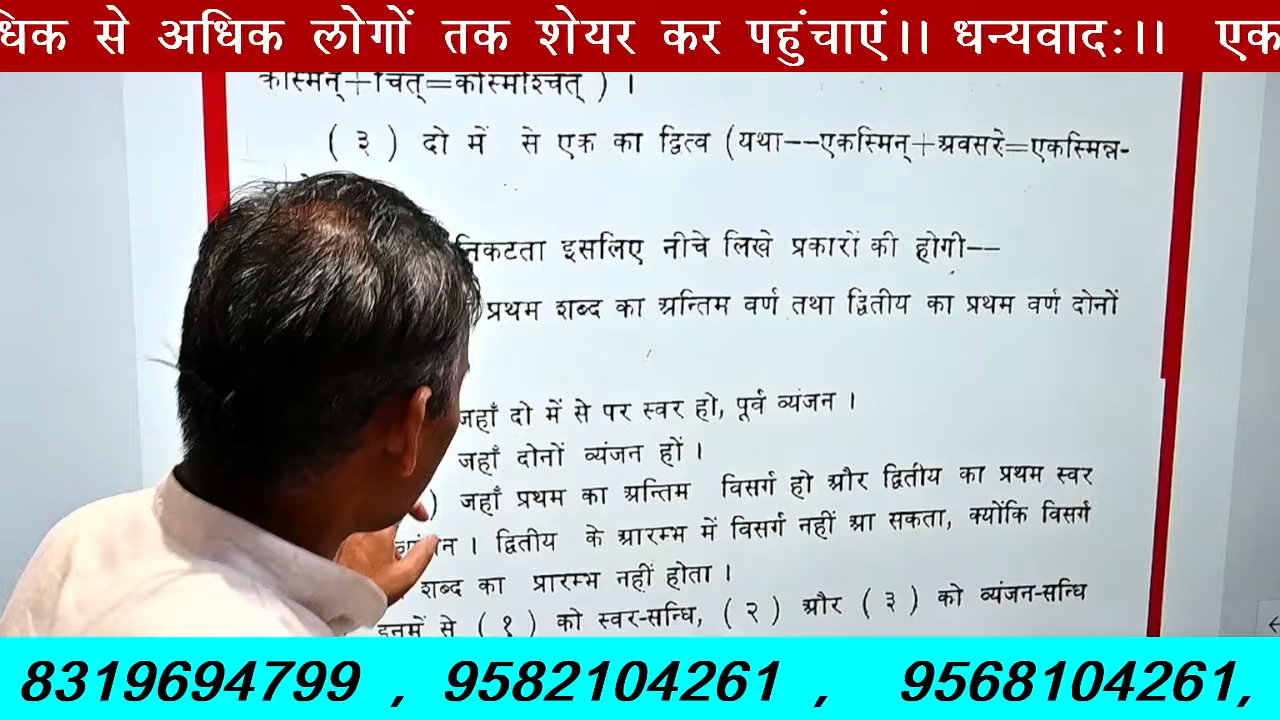 धिक से अधिक लोगों तक शेयर कर पहुंचाएं।। धन्यवादः।। एक
कस्मिन्+चित्=कस्मिंश्चित् ) ।
( ३ ) दो में से एक का द्वित्व (यथा--एकस्मिन्+अवसरे=एकस्मिन्न-
निकटता इसलिए नीचे लिखे प्रकारों की होगी--
प्रथम शब्द का अन्तिम वर्ण तथा द्वितीय का प्रथम वर्ण दोनों
जहाँ दो में से पर स्वर हो, पूर्व व्यंजन ।
जहाँ दोनों व्यंजन हों ।
) जहाँ प्रथम का अन्तिम विसर्ग हो और द्वितीय का प्रथम स्वर
द्वितीय के आरम्भ में विसर्ग नहीं आ सकता, क्योंकि विसर्ग
शब्द का प्रारम्भ नहीं होता ।
इनमें से ( १ ) को स्वर-सन्धि, ( २ ) और ( ३ ) को व्यंजन-सन्धि
8319694799 , 9582104261 , 9568104261,